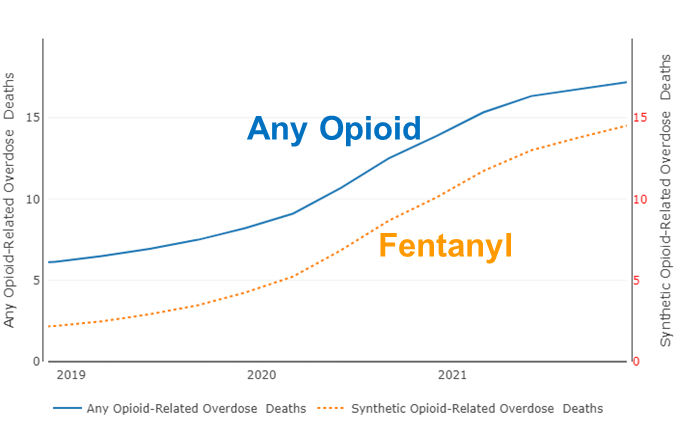 Any Opioid-Related Overdose  Deaths
15
10
5
0
Any Opioid
Fentanyl
15
10
5
0
Synthetic Opioid-Related Overdose  Deaths
2019
2020
2021
Any Opioid-Related Overdose  Deaths
Synthetic Opioid-Related Overdose  Deaths